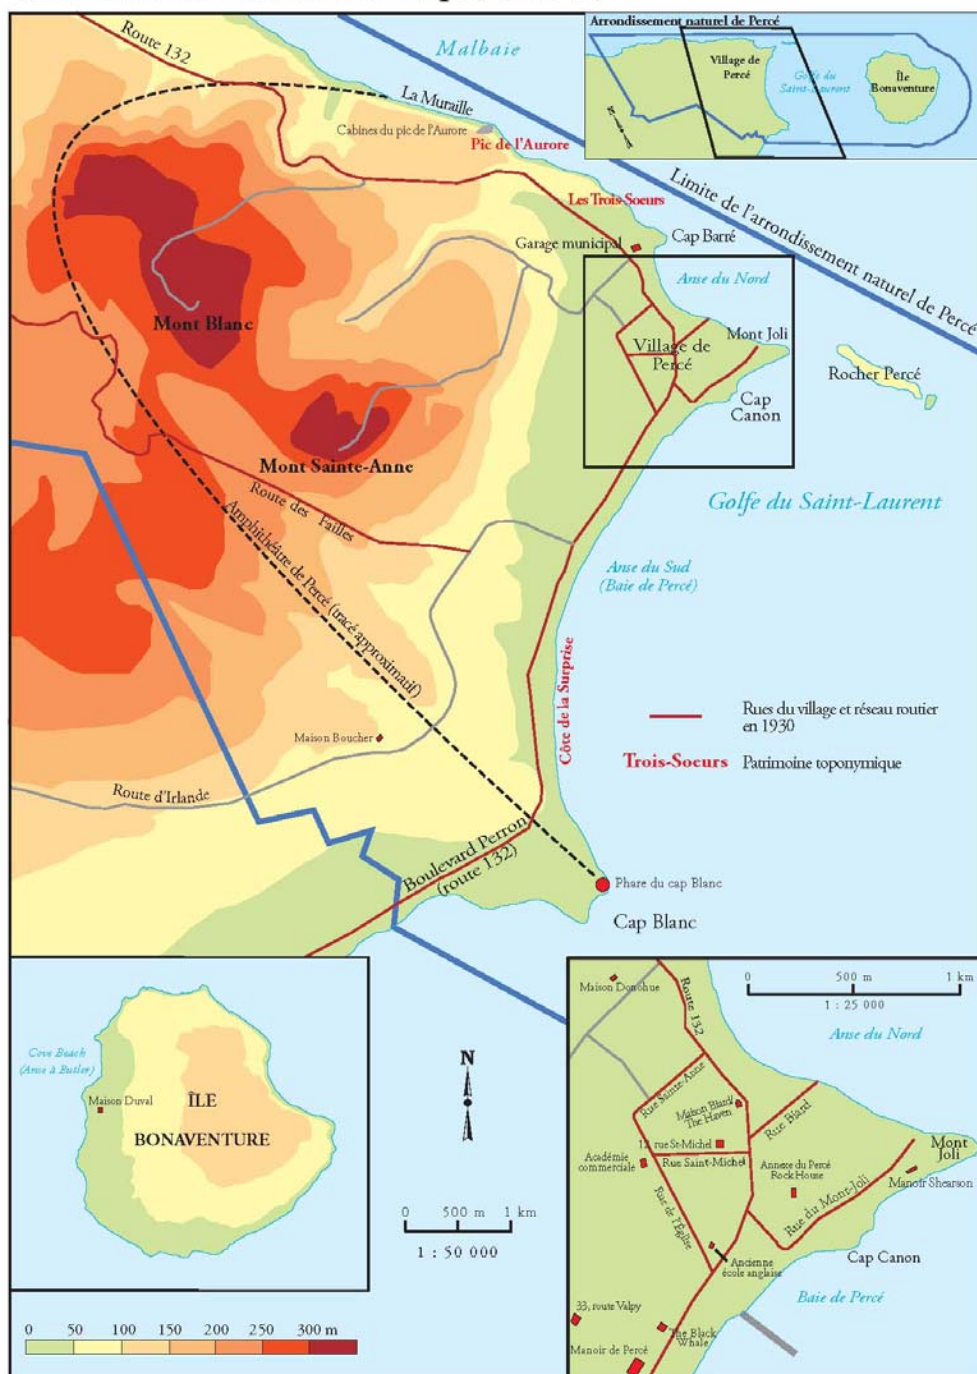 Route 132
Malbaie
La Muraille
Cabines du pic de l'Aurore
Pic de l'Aurore
Les Trois-Soeurs
Garage municipal
Cap Barré
Arrondissement naturel de Percé
Village de
Percé
Golfe du
Saint-Laurent
Île
Bonaventure
N
Limite de l'arrondissement naturel de Percé
Anse du Nord
Mont Blanc
Village de
Percé
Mont Joli
Rocher Percé
Cap
Canon
Mont Sainte-Anne
Route des Failles
Golfe du Saint-Laurent
Amphithéâtre de Percé (tracé approximatif)
Anse du Sud
(Baie de Percé)
Côte de la Surprise
Maison Boucher
Route d'Irlande
Rues du village et réseau routier
en 1930
Trois-Soeurs
Patrimoine toponymique
Boulevard Perron
(route 132)
Phare du cap Blanc
Cap Blanc
Cove Beach
(Anse à Butler)
Maison Duval
ÎLE
BONAVENTURE
N
0 500 m 1 km
1 : 50 000
0 50 100 150 200 250 300 m
Maison Donohue
Route 132
0 500 m 1 km
1 : 25 000
Anse du Nord
Rue Sainte-Anne
Maison Biard/
The Haven
Rue Biard
12, rue St-Michel
Rue Saint-Michel
Académie
commerciale
Annexe du Percé
Rock House
Mont
Joli
Manoir Shearson
Rue du Mont-Joli
Rue de l'Église
Cap Canon
Ancienne
école anglaise
Baie de Percé
33, route Valpy
The Black
Whale
Manoir de Percé